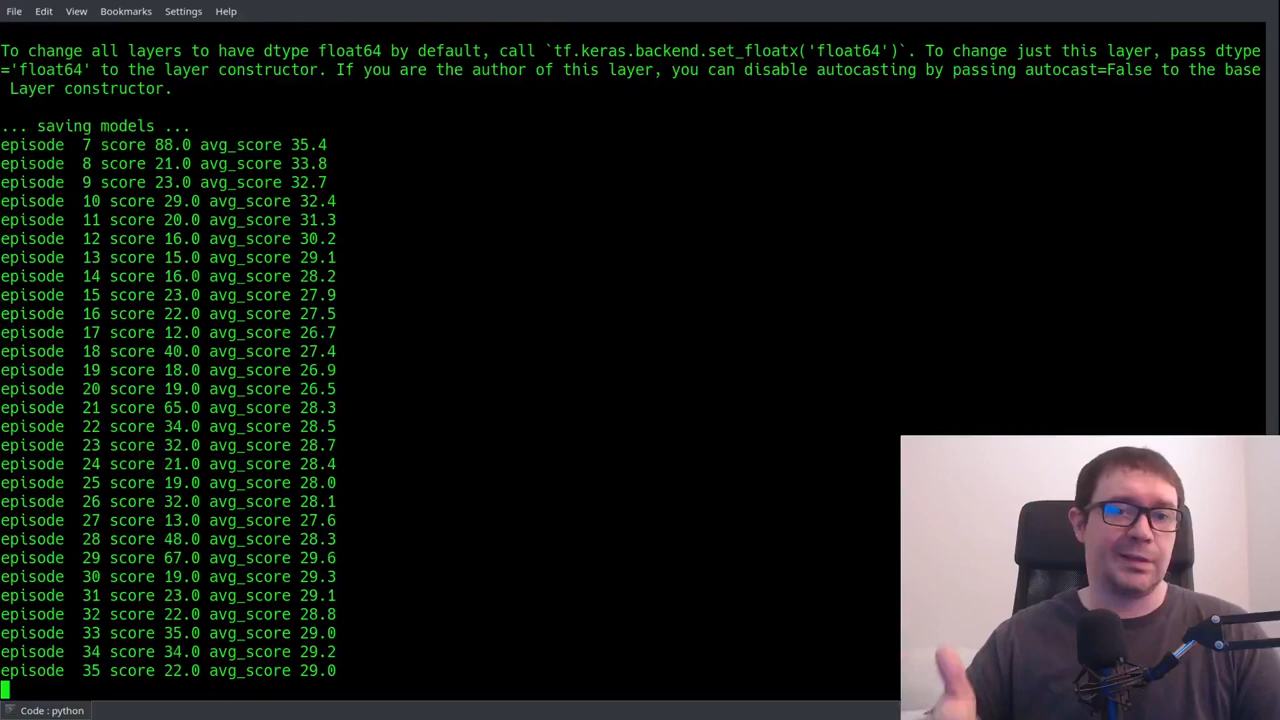 File Edit View Bookmarks Settings Help
To change all layers to have dtype float64 by default, call `tf.keras.backend.set_floatx('float64')`. To change just this layer, pass dtype
='float64' to the layer constructor. If you are the author of this layer, you can disable autocasting by passing autocast=False to the base
Layer constructor.
... saving models ...
episode  7 score 88.0 avg_score 35.4
episode  8 score 21.0 avg_score 33.8
episode  9 score 23.0 avg_score 32.7
episode  10 score 29.0 avg_score 32.4
episode  11 score 20.0 avg_score 31.3
episode  12 score 16.0 avg_score 30.2
episode  13 score 15.0 avg_score 29.1
episode  14 score 16.0 avg_score 28.2
episode  15 score 23.0 avg_score 27.9
episode  16 score 22.0 avg_score 27.5
episode  17 score 12.0 avg_score 26.7
episode  18 score 40.0 avg_score 27.4
episode  19 score 18.0 avg_score 26.9
episode  20 score 19.0 avg_score 26.5
episode  21 score 65.0 avg_score 28.3
episode  22 score 34.0 avg_score 28.5
episode  23 score 32.0 avg_score 28.7
episode  24 score 21.0 avg_score 28.4
episode  25 score 19.0 avg_score 28.0
episode  26 score 32.0 avg_score 28.1
episode  27 score 13.0 avg_score 27.6
episode  28 score 48.0 avg_score 28.3
episode  29 score 67.0 avg_score 29.6
episode  30 score 19.0 avg_score 29.3
episode  31 score 23.0 avg_score 29.1
episode  32 score 22.0 avg_score 28.8
episode  33 score 35.0 avg_score 29.0
episode  34 score 34.0 avg_score 29.2
episode  35 score 22.0 avg_score 29.0
Code : python